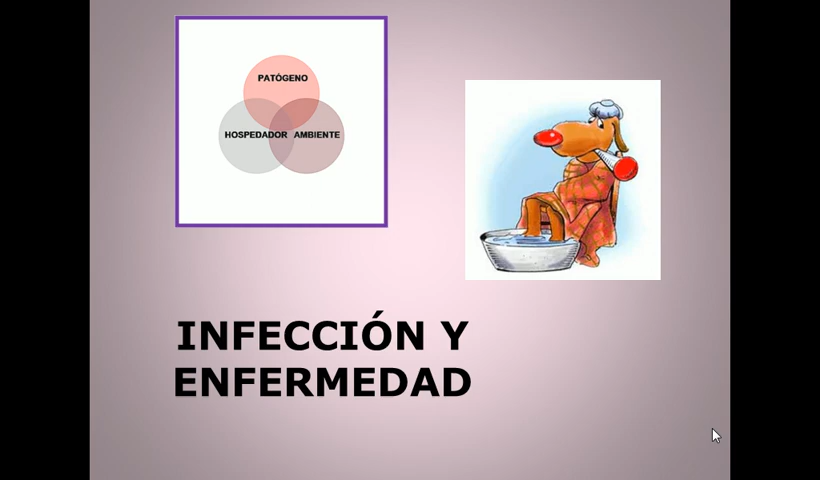 PATÓGENO
HOSPEDADOR AMBIENTE
INFECCIÓN Y
ENFERMEDAD